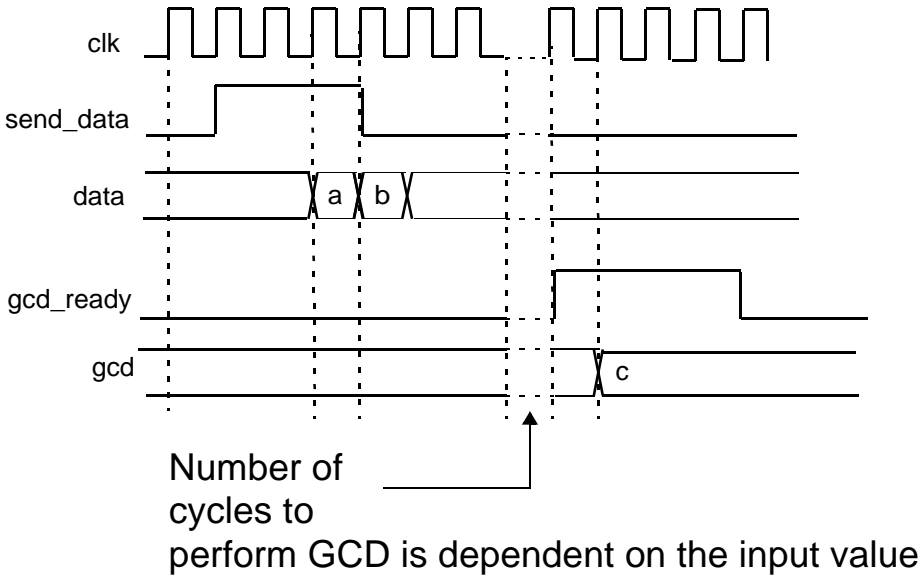 clk
send_data
data
a
b
gcd_ready
gcd
c
Number of
cycles to
perform GCD is dependent on the input value